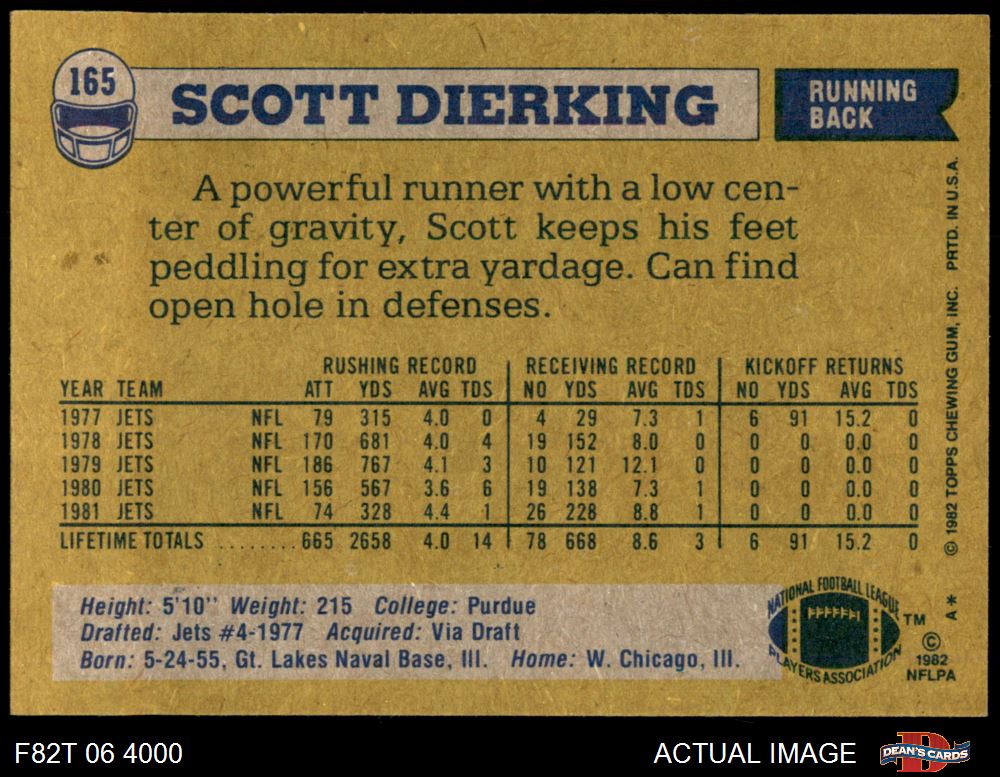 165
SCOTT DIERKING
RUNNING
BACK
A powerful runner with a low cen-
ter of gravity, Scott keeps his feet
peddling for extra yardage. Can find
open hole in defenses.
RUSHING RECORD RECEIVING RECORD KICKOFF RETURNS
YEAR TEAM ATT YDS AVG TDS NO YDS AVG TDS NO YDS AVG TDS
1977 JETS NFL 79 315 4.0 0 4 29 7.3 1 6 91 15.2 0
1978 JETS NFL 170 681 4.0 4 19 152 8.0 0 0 0 0.0 0
1979 JETS NFL 186 767 4.1 3 10 121 12.1 0 0 0 0.0 0
1980 JETS NFL 156 567 3.6 6 19 138 7.3 1 0 0 0.0 0
1981 JETS NFL 74 328 4.4 1 26 228 8.8 1 0 0 0.0 0
LIFETIME TOTALS ........ 665 2658 4.0 14 78 668 8.6 3 6 91 15.2 0
Height: 5'10" Weight: 215 College: Purdue
Drafted: Jets #4-1977 Acquired: Via Draft
Born: 5-24-55, Gt. Lakes Naval Base, Ill. Home: W. Chicago, Ill.
NATIONAL FOOTBALL LEAGUE
PLAYERS ASSOCIATION
TM
©
1982
NFLPA
A*
© 1982 TOPPS CHEWING GUM, INC. PRTD. IN U.S.A.
F82T 06 4000
ACTUAL IMAGE
D
DEAN'S CARDS